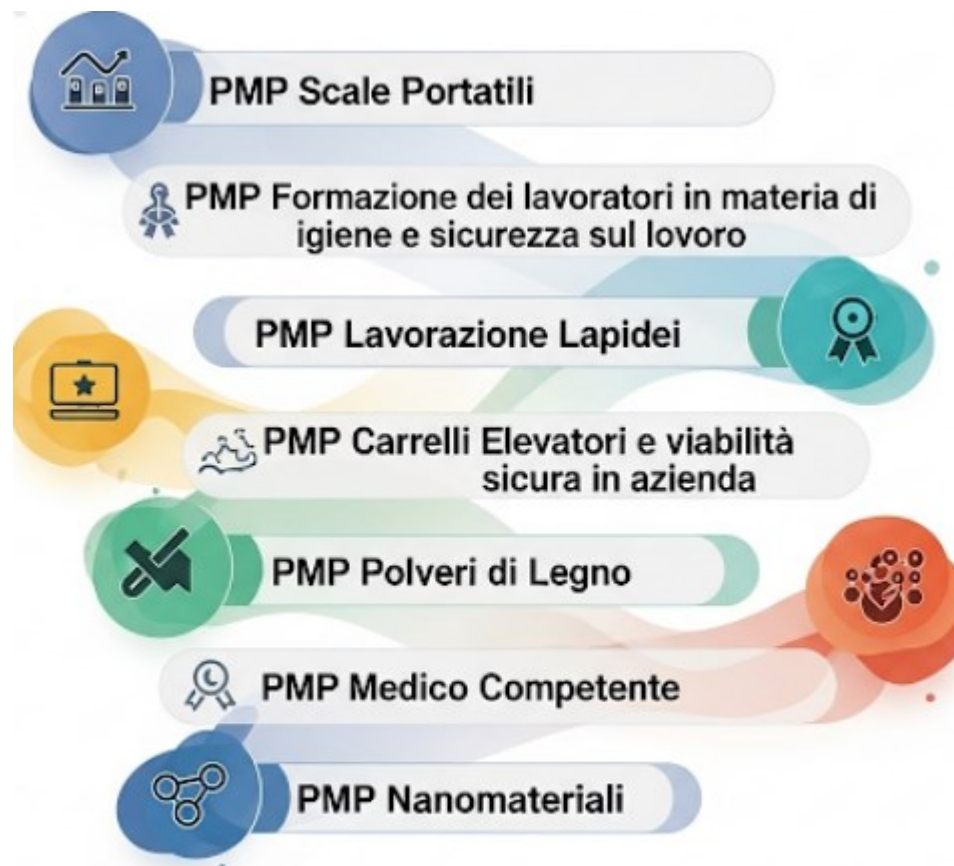 PMP Scale Portatili
PMP Formazione dei lavoratori in materia di
igiene e sicurezza sul lovoro
PMP Lavorazione Lapidei
PMP Carrelli Elevatori e viabilità
sicura in azienda
PMP Polveri di Legno
PMP Medico Competente
PMP Nanomateriali